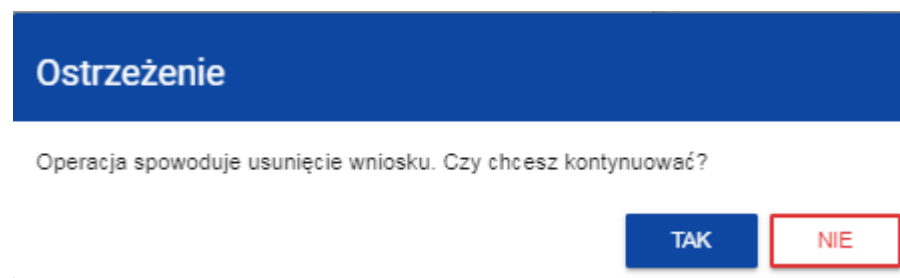 Ostrzeżenie
Operacja spowoduje usunięcie wniosku. Czy chcesz kontynuować?
TAK
NIE